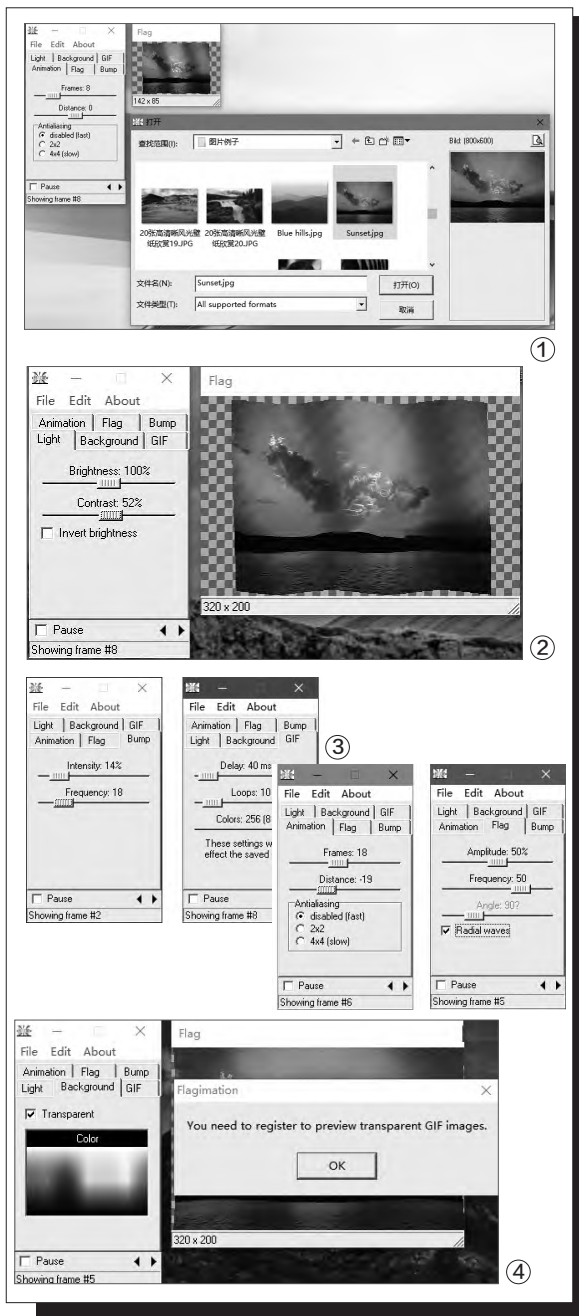 File Edit About
Light Background GIF
Animation Flag Bump
Frames: 8
Distance: 0
Antialiasing
disabled (fast)
2x2
4x4 (slow)
Pause
Showing frame #8
Flag
142 x 85
打开
查找范围(I):
图片例子
Bild (800x600)
20张高清晰风光壁
纸欣赏19.JPG
20张高清晰风光壁
纸欣赏20.JPG
Blue hills.jpg
Sunset.jpg
文件名(N):
Sunset.jpg
打开(O)
文件类型(T):
All supported formats
取消
①
File Edit About
Animation Flag Bump
Light Background GIF
Brightness: 100%
Contrast: 52%
Invert brightness
Pause
Showing frame #8
Flag
320 x 200
②
File Edit About
Light Background GIF
Animation Flag Bump
Intensity: 14%
Frequency: 18
Pause
Showing frame #2
File Edit About
Animation Flag Bump
Light Background GIF
Delay: 40 ms
Loops: 10
Colors: 256 (8
These settings w
effect the saved
Pause
Showing frame #8
③
File Edit About
Light Background GIF
Animation Flag Bump
Frames: 18
Distance: -19
Antialiasing
disabled (fast)
2x2
4x4 (slow)
Pause
Showing frame #6
File Edit About
Light Background GIF
Animation Flag Bump
Amplitude: 50%
Frequency: 50
Angle: 90?
Radial waves
Pause
Showing frame #5
File Edit About
Animation Flag Bump
Light Background GIF
Transparent
Color
Pause
Showing frame #5
Flag
Flagimation
You need to register to preview transparent GIF images.
OK
320 x 200
④